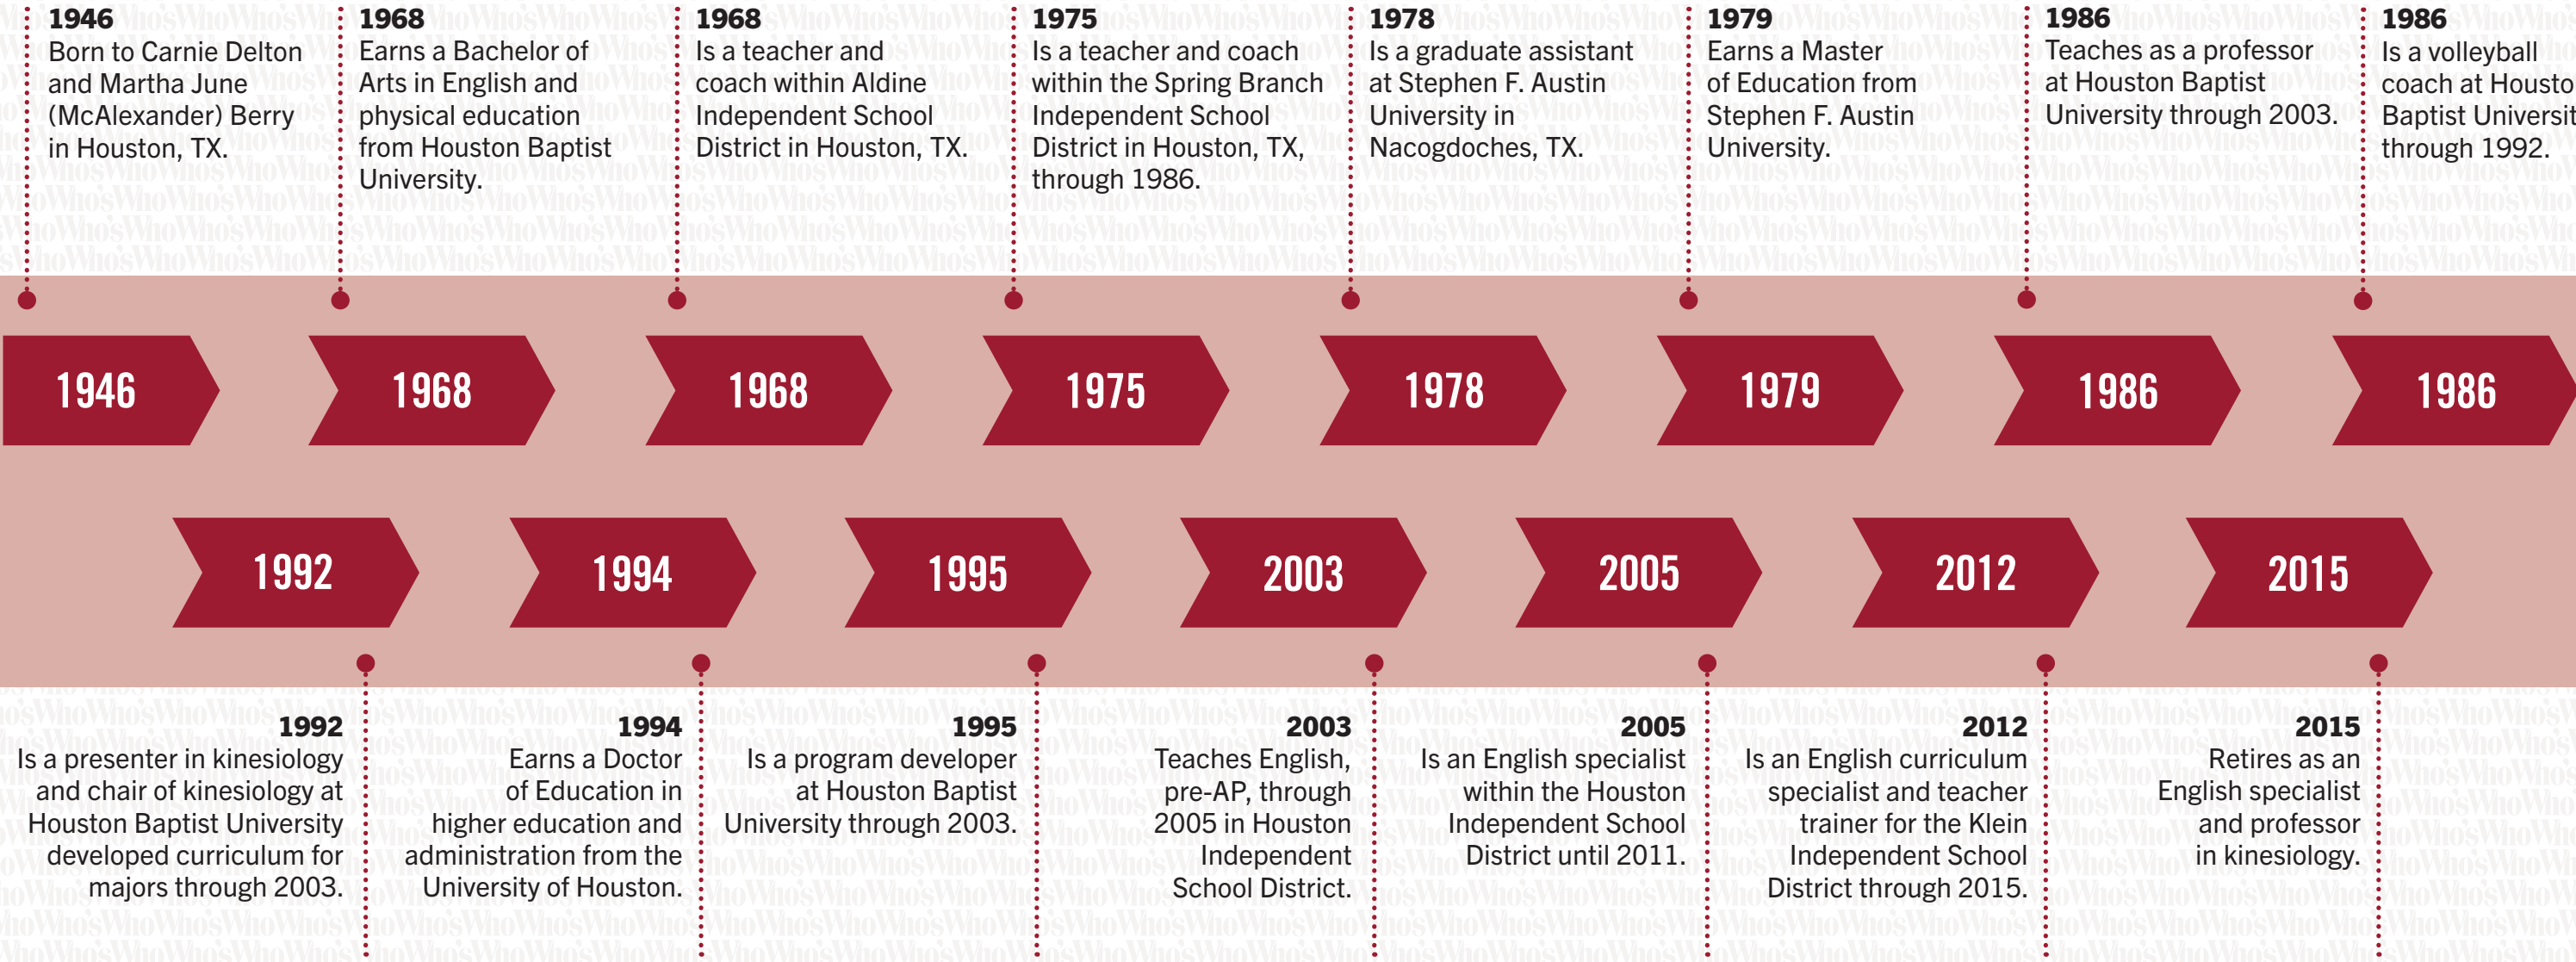 1946
Born to Carnie Delton
and Martha June
(McAlexander) Berry
in Houston, TX.
1968
Earns a Bachelor of
Arts in English and
physical education
from Houston Baptist
University.
1968
Is a teacher and
coach within Aldine
Independent School
District in Houston, TX.
1975
Is a teacher and coach
within the Spring Branch
Independent School
District in Houston, TX,
through 1986.
1978
Is a graduate assistant
at Stephen F. Austin
University in
Nacogdoches, TX.
1979
Earns a Master
of Education from
Stephen F. Austin
University.
1986
Teaches as a professor
at Houston Baptist
University through 2003.
1986
Is a volleyball
coach at Housto
Baptist Universit
through 1992.
1946
1968
1968
1975
1978
1979
1986
1986
1992
1994
1995
2003
2005
2012
2015
1992
Is a presenter in kinesiology
and chair of kinesiology at
Houston Baptist University
developed curriculum for
majors through 2003.
1994
Earns a Doctor
of Education in
higher education and
administration from the
University of Houston.
1995
Is a program developer
at Houston Baptist
University through 2003.
2003
Teaches English,
pre-AP, through
2005 in Houston
Independent
School District.
2005
Is an English specialist
within the Houston
Independent School
District until 2011.
2012
Is an English curriculum
specialist and teacher
trainer for the Klein
Independent School
District through 2015.
2015
Retires as an
English specialist
and professor
in kinesiology.